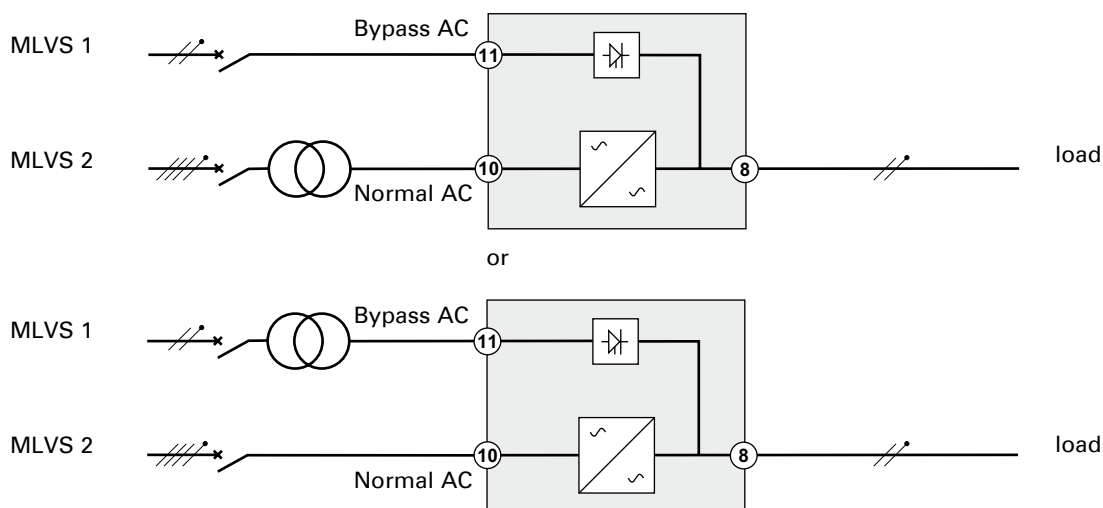 Bypass AC
MLVS 1
11
MLVS 2
10
8
load
Normal AC
or
Bypass AC
MLVS 1
11
MLVS 2
10
8
load
Normal AC